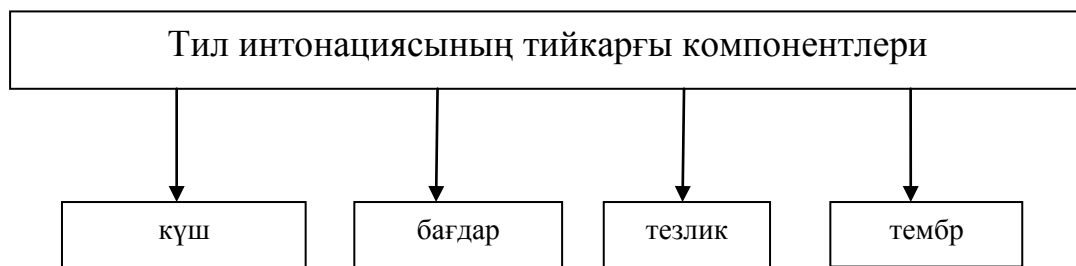 Тил интонациясының тийкарғы компонентлери
күш
бағдар
тезлик
тембр